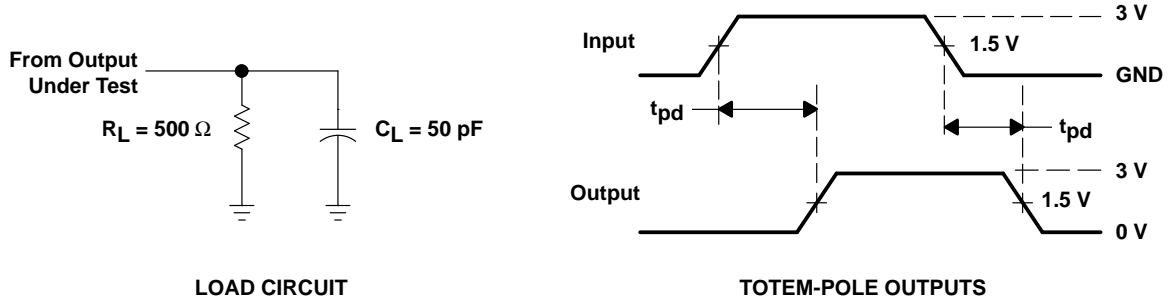 From Output
Under Test
RL = 500 Ω
CL = 50 pF
LOAD CIRCUIT
Input
3 V
1.5 V
GND
tpd
tpd
Output
3 V
1.5 V
0 V
TOTEM-POLE OUTPUTS